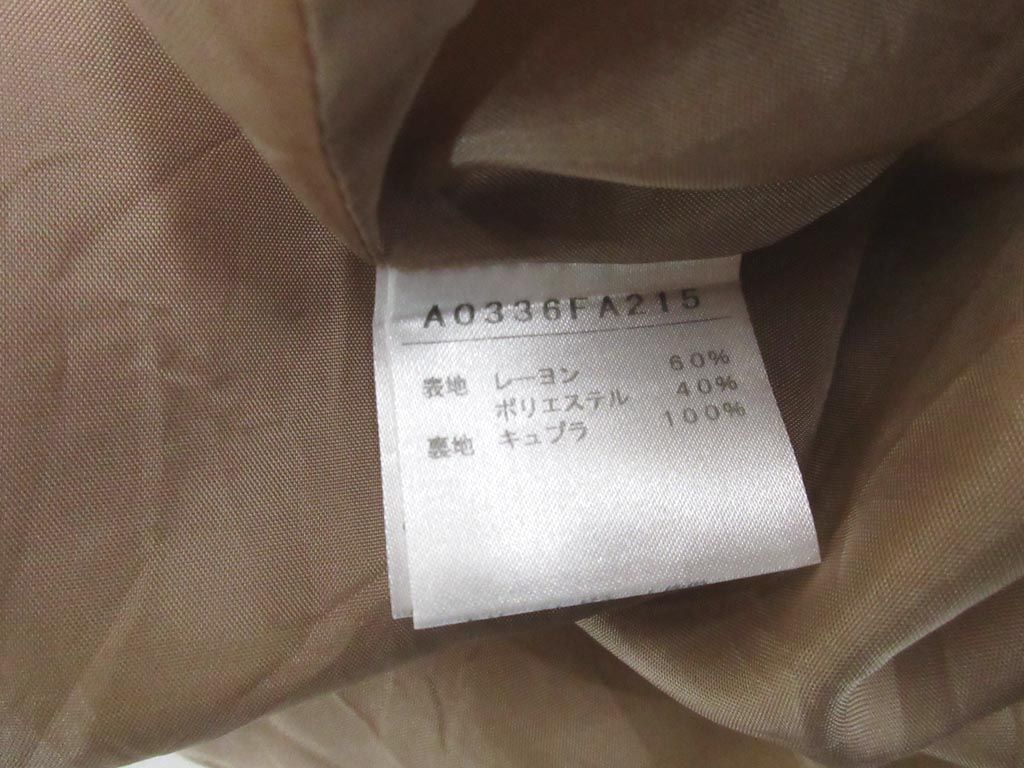 A0336FA215
表地 レーヨン 60%
ポリエステル 40%
裏地 キュプラ 100%